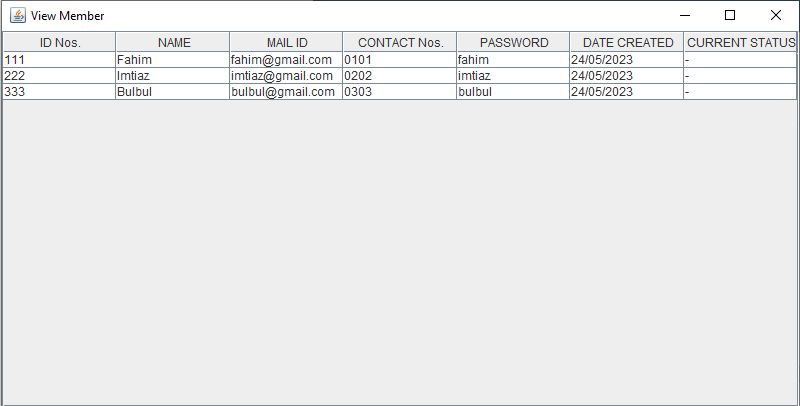 View Member
ID Nos. NAME MAIL ID CONTACT Nos. PASSWORD DATE CREATED CURRENT STATUS
111 Fahim fahim@gmail.com 0101 fahim 24/05/2023 -
222 Imtiaz imtiaz@gmail.com 0202 imtiaz 24/05/2023 -
333 Bulbul bulbul@gmail.com 0303 bulbul 24/05/2023 -